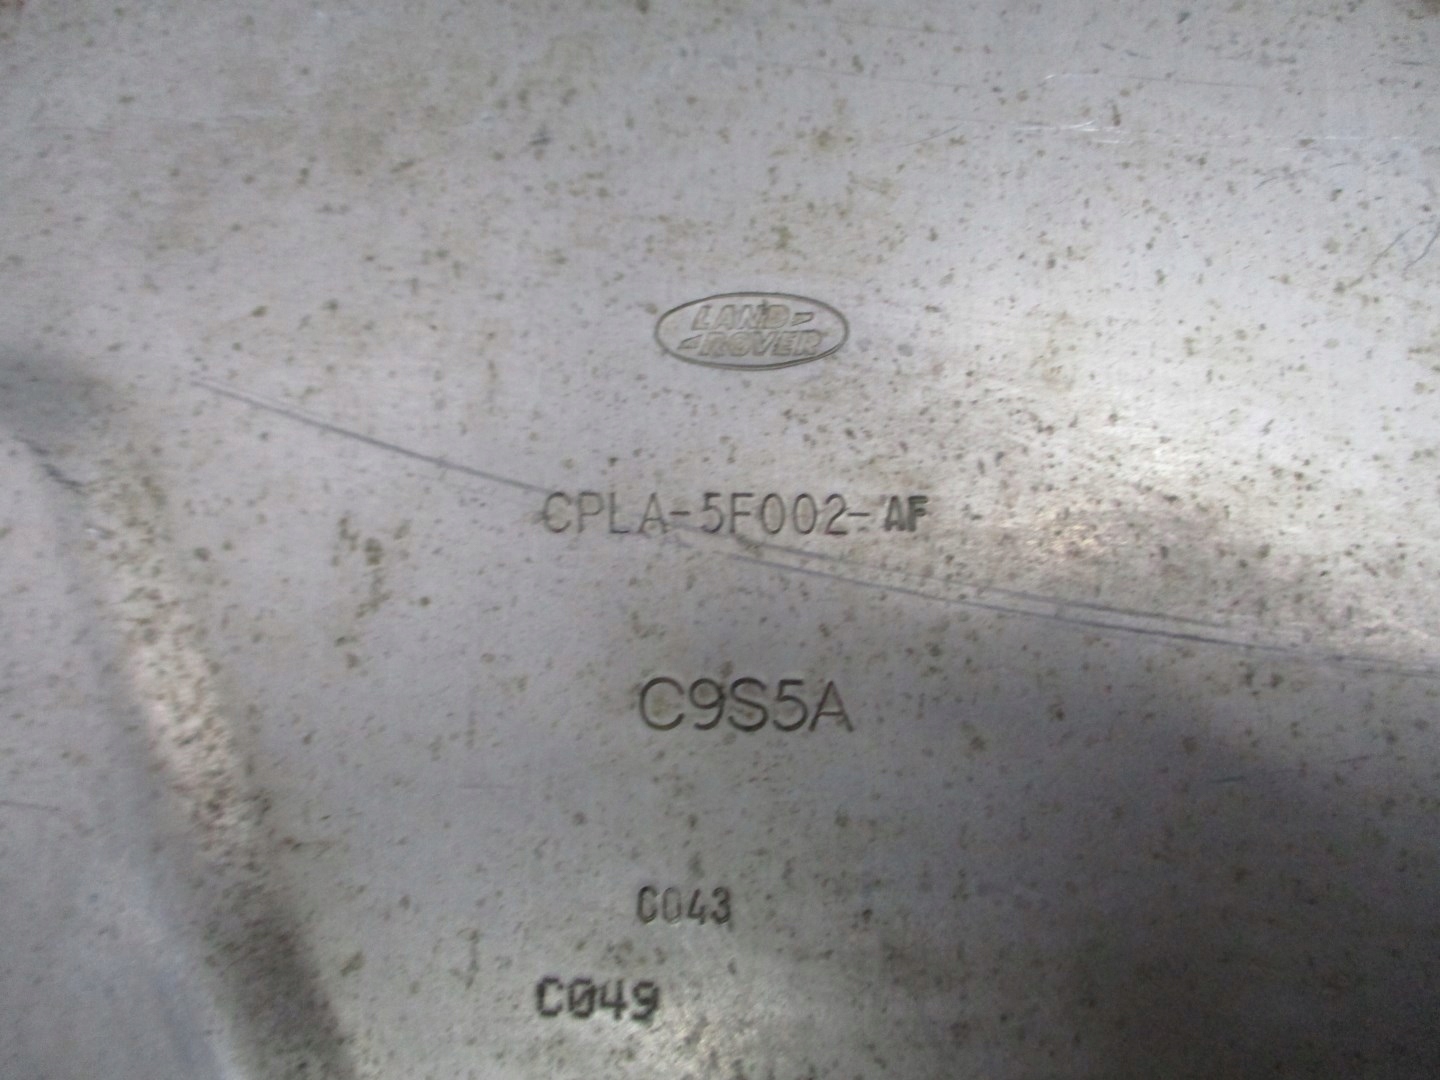 LAND
ROVER
CPLA-5F002-AF
C9S5A
C043
C049